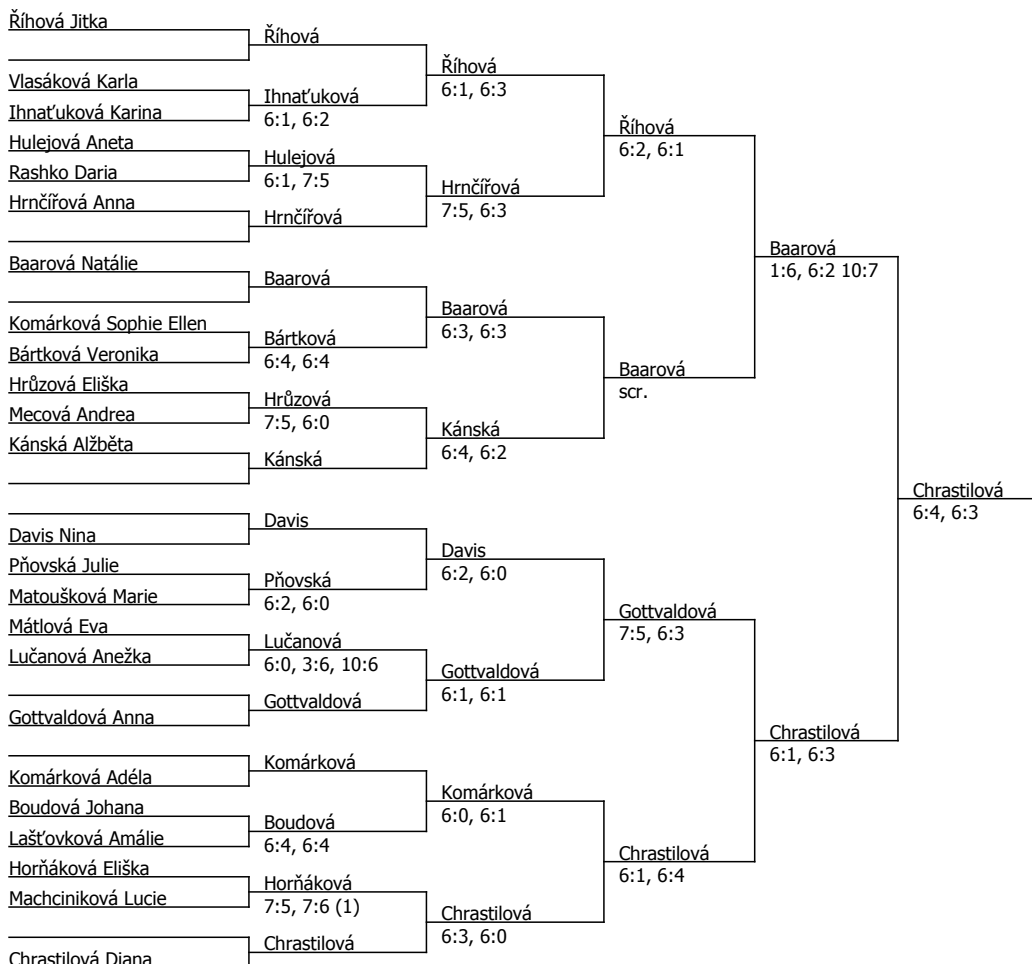 Říhová Jitka
Vlasáková Karla
Ihnaťuková Karina
Hulejová Aneta
Rashko Daria
Hrnčířová Anna
Baarová Natálie
Komárková Sophie Ellen
Bártková Veronika
Hrůzová Eliška
Mecová Andrea
Kánská Alžběta
Davis Nina
Pňovská Julie
Matoušková Marie
Mátlová Eva
Lučanová Anežka
Gottvaldová Anna
Komárková Adéla
Boudová Johana
Lašťovková Amálie
Horňáková Eliška
Machciniková Lucie
Chrastilová Diana
Říhová
Ihnaťuková
6:1, 6:2
Hulejová
6:1, 7:5
Hrnčířová
Baarová
Bártková
6:4, 6:4
Hrůzová
7:5, 6:0
Kánská
Davis
Pňovská
6:2, 6:0
Lučanová
6:0, 3:6, 10:6
Gottvaldová
Komárková
Boudová
6:4, 6:4
Horňáková
7:5, 7:6 (1)
Chrastilová
Říhová
6:1, 6:3
Hrnčířová
7:5, 6:3
Baarová
6:3, 6:3
Kánská
6:4, 6:2
Davis
6:2, 6:0
Gottvaldová
6:1, 6:1
Komárková
6:0, 6:1
Chrastilová
6:3, 6:0
Říhová
6:2, 6:1
Baarová
scr.
Gottvaldová
7:5, 6:3
Chrastilová
6:1, 6:4
Baarová
1:6, 6:2 10:7
Chrastilová
6:1, 6:3
Chrastilová
6:4, 6:3